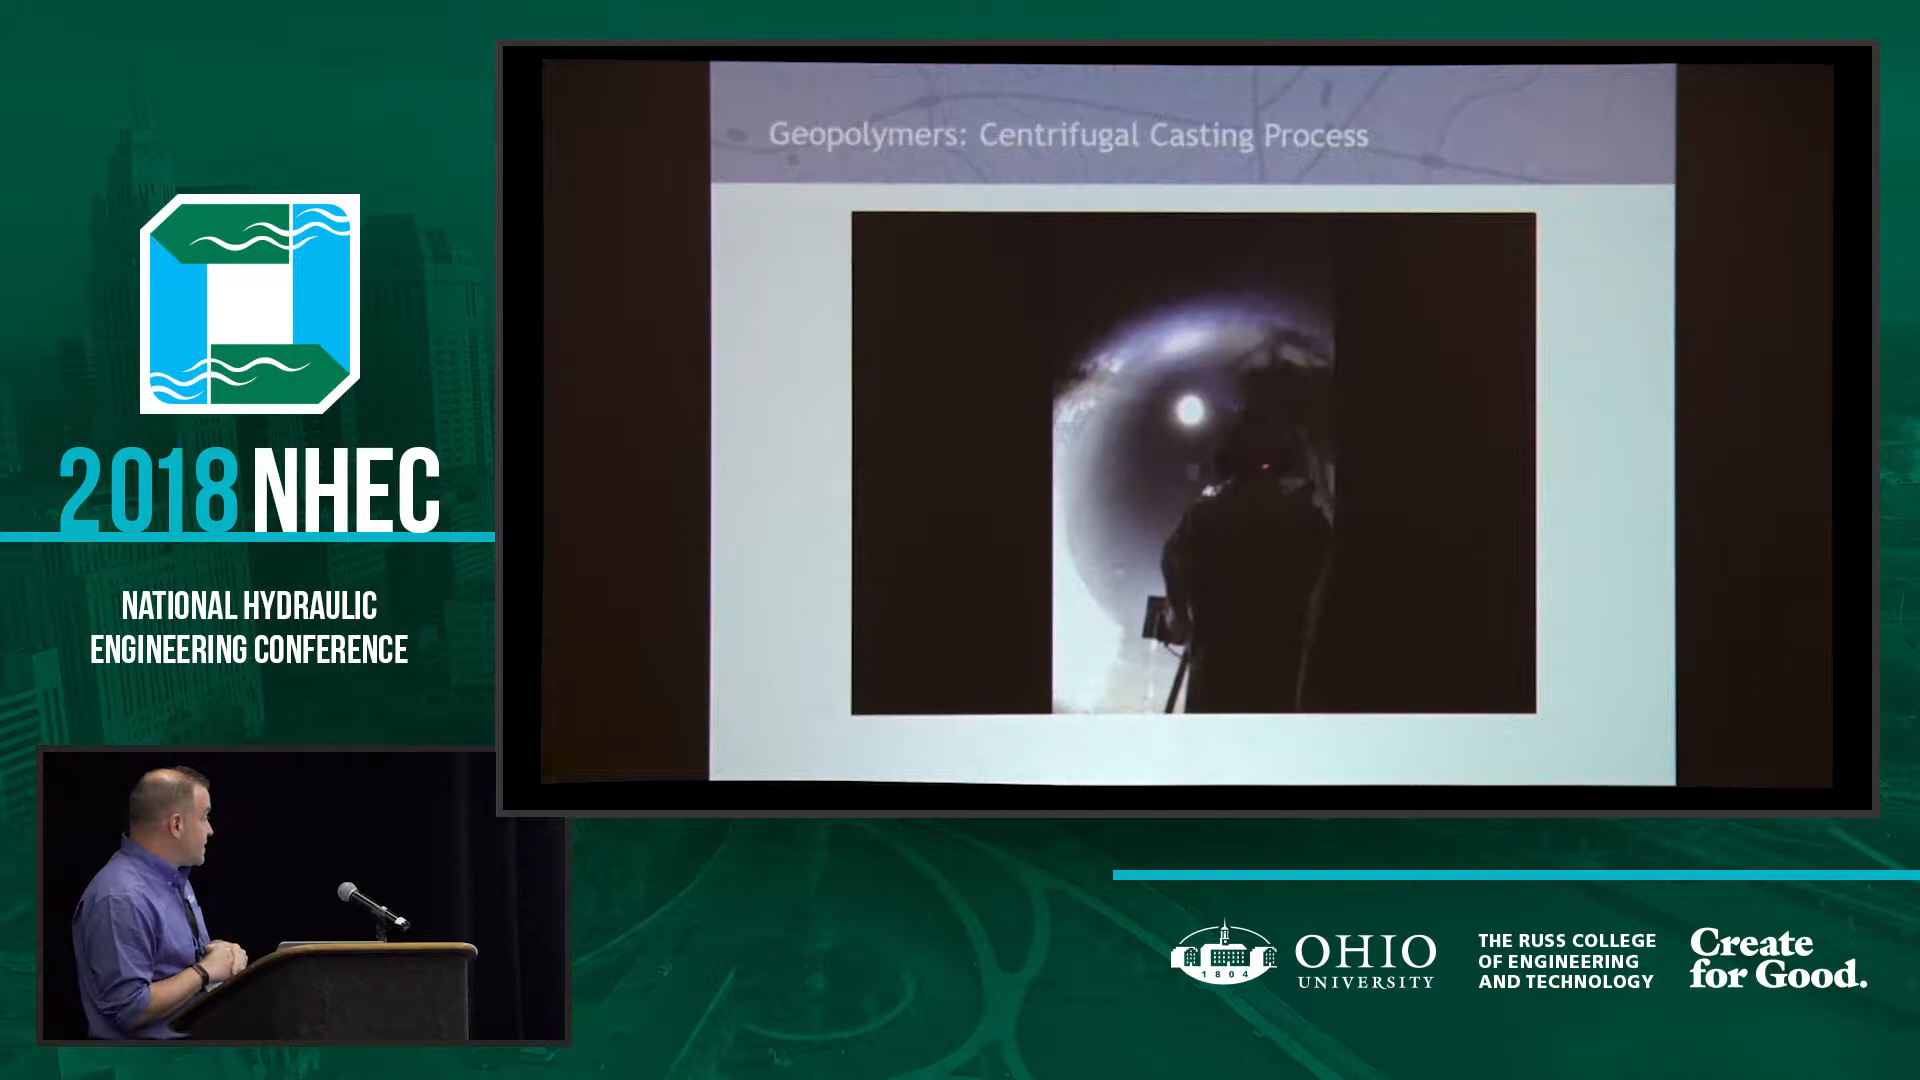 Geopolymers: Centrifugal Casting Process
2018 NHEC
NATIONAL HYDRAULIC
ENGINEERING CONFERENCE
1804
OHIO
UNIVERSITY
THE RUSS COLLEGE
OF ENGINEERING
AND TECHNOLOGY
Create
for Good.